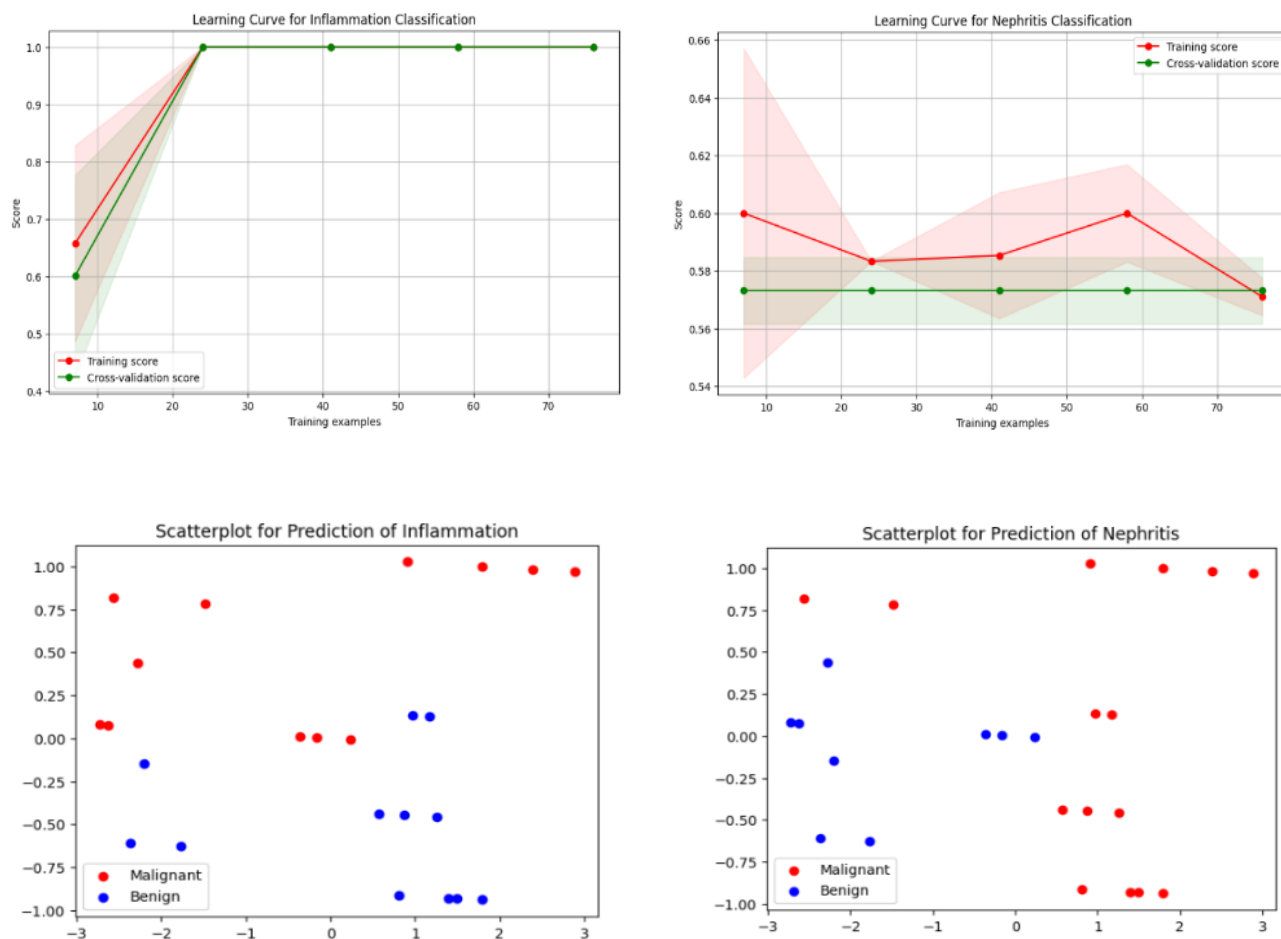 Learning Curve for Inflammation Classification
1.0
0.9
0.8
0.7
0.6
0.5
0.4
Score
Training score
Cross-validation score
10 20 30 40 50 60 70
Training examples
Learning Curve for Nephritis Classification
0.66
0.64
0.62
0.60
0.58
0.56
0.54
Score
Training score
Cross-validation score
10 20 30 40 50 60 70
Training examples
Scatterplot for Prediction of Inflammation
1.00
0.75
0.50
0.25
0.00
−0.25
−0.50
−0.75
−1.00
Malignant
Benign
−3 −2 −1 0 1 2 3
Scatterplot for Prediction of Nephritis
1.00
0.75
0.50
0.25
0.00
−0.25
−0.50
−0.75
−1.00
Malignant
Benign
−3 −2 −1 0 1 2 3